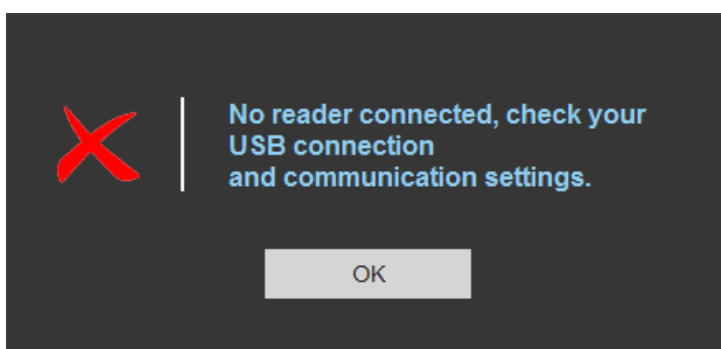 No reader connected, check your
USB connection
and communication settings.
OK